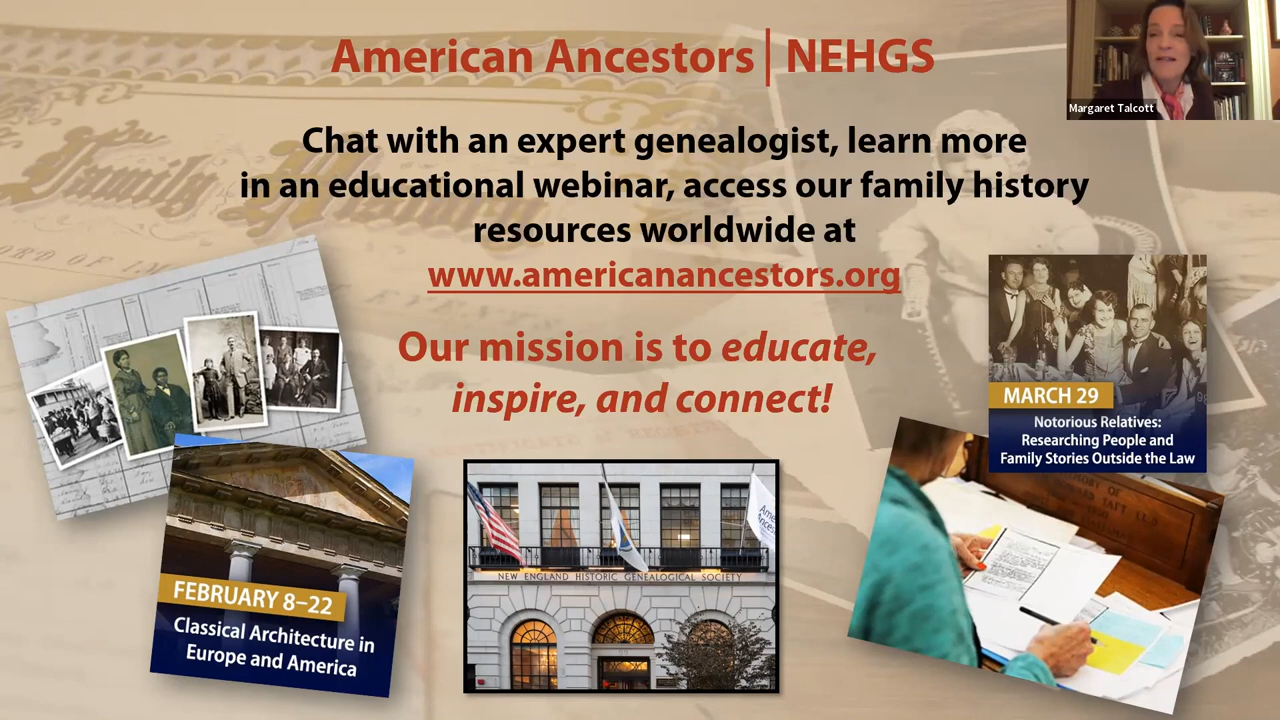 American Ancestors | NEHGS
Margaret Talcott
Chat with an expert genealogist, learn more
in an educational webinar, access our family history
resources worldwide at
www.americanancestors.org
Our mission is to educate,
inspire, and connect!
MARCH 29
Notorious Relatives:
Researching People and
Family Stories Outside the Law
FEBRUARY 8–22
Classical Architecture in
Europe and America
NEW ENGLAND HISTORIC GENEALOGICAL SOCIETY
Family